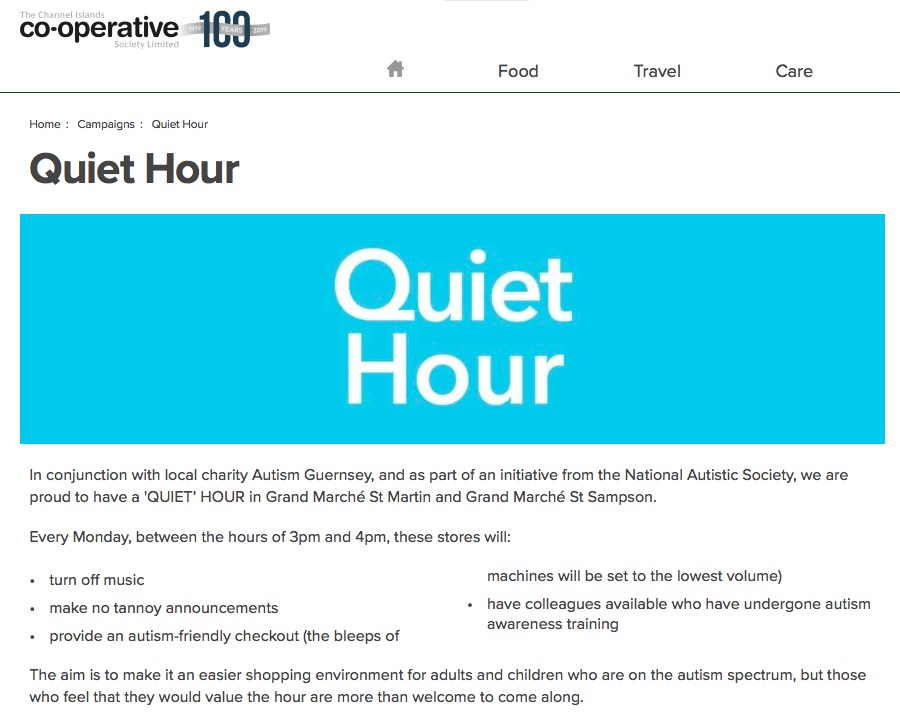 The Channel Islands
co-operative
Society Limited
1919 100 YEARS 2019
Food Travel Care
Home : Campaigns : Quiet Hour
Quiet Hour
Quiet
Hour
In conjunction with local charity Autism Guernsey, and as part of an initiative from the National Autistic Society, we are
proud to have a 'QUIET' HOUR in Grand Marché St Martin and Grand Marché St Sampson.
Every Monday, between the hours of 3pm and 4pm, these stores will:
• turn off music
• make no tannoy announcements
• provide an autism-friendly checkout (the bleeps of
machines will be set to the lowest volume)
• have colleagues available who have undergone autism
awareness training
The aim is to make it an easier shopping environment for adults and children who are on the autism spectrum, but those
who feel that they would value the hour are more than welcome to come along.